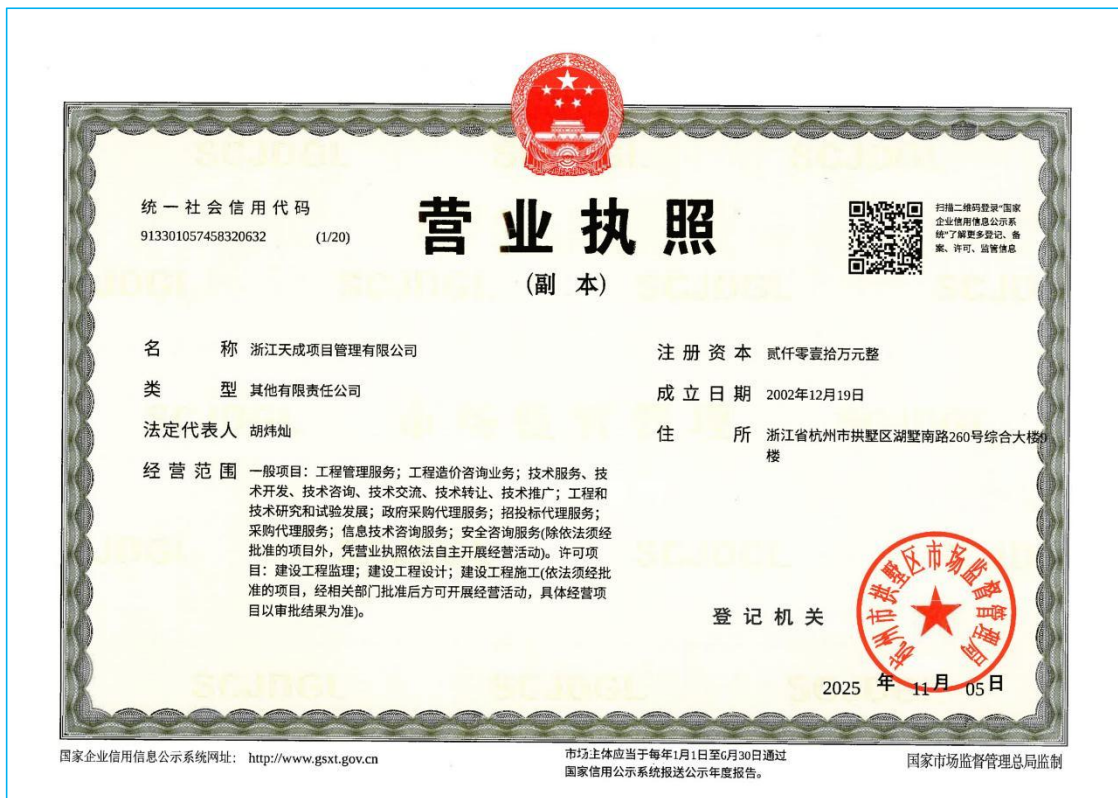 统一社会信用代码
913301057458320632 (1/20)
营业执照
(副 本)
扫描二维码登录“国家
企业信用信息公示系
统”了解更多登记、备
案、许可、监管信息
名 称 浙江天成项目管理有限公司
类 型 其他有限责任公司
法定代表人 胡炜灿
经营范围 一般项目：工程管理服务；工程造价咨询业务；技术服务、技
术开发、技术咨询、技术交流、技术转让、技术推广；工程和
技术研究和试验发展；政府采购代理服务；招投标代理服务；
采购代理服务；信息技术咨询服务；安全咨询服务(除依法须经
批准的项目外，凭营业执照依法自主开展经营活动)。许可项
目：建设工程监理；建设工程设计；建设工程施工(依法须经批
准的项目，经相关部门批准后方可开展经营活动，具体经营项
目以审批结果为准)。
注册资本 贰仟零壹拾万元整
成立日期 2002年12月19日
住 所 浙江省杭州市拱墅区湖墅南路260号综合大楼9
楼
登记机关
杭州市拱墅区市场监督管理局
2025 年 11月 05日
国家企业信用信息公示系统网址： http://www.gsxt.gov.cn
市场主体应当于每年1月1日至6月30日通过
国家信用公示系统报送公示年度报告。
国家市场监督管理总局监制
SCJDGL